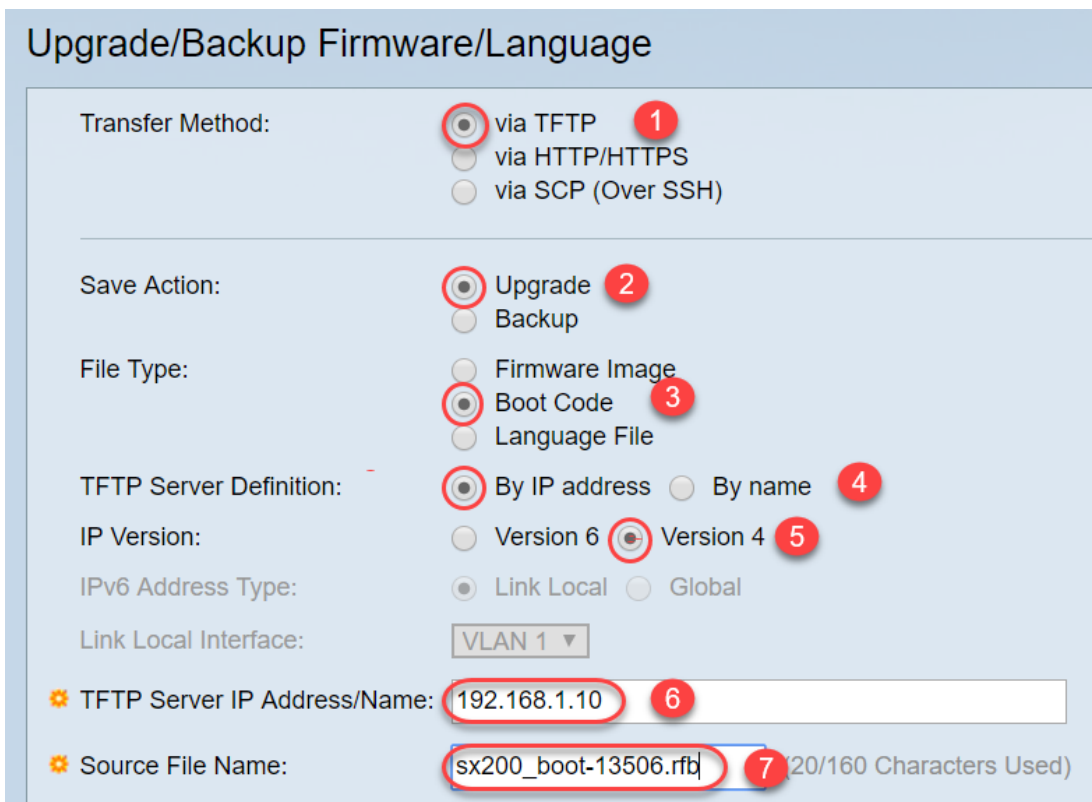 Upgrade/Backup Firmware/Language
Transfer Method: via TFTP 1
via HTTP/HTTPS
via SCP (Over SSH)
Save Action: Upgrade 2
Backup
File Type: Firmware Image
Boot Code 3
Language File
TFTP Server Definition: By IP address By name 4
IP Version: Version 6 Version 4 5
IPv6 Address Type: Link Local Global
Link Local Interface: VLAN 1
TFTP Server IP Address/Name: 192.168.1.10 6
Source File Name: sx200_boot-13506.rfb 7 (20/160 Characters Used)